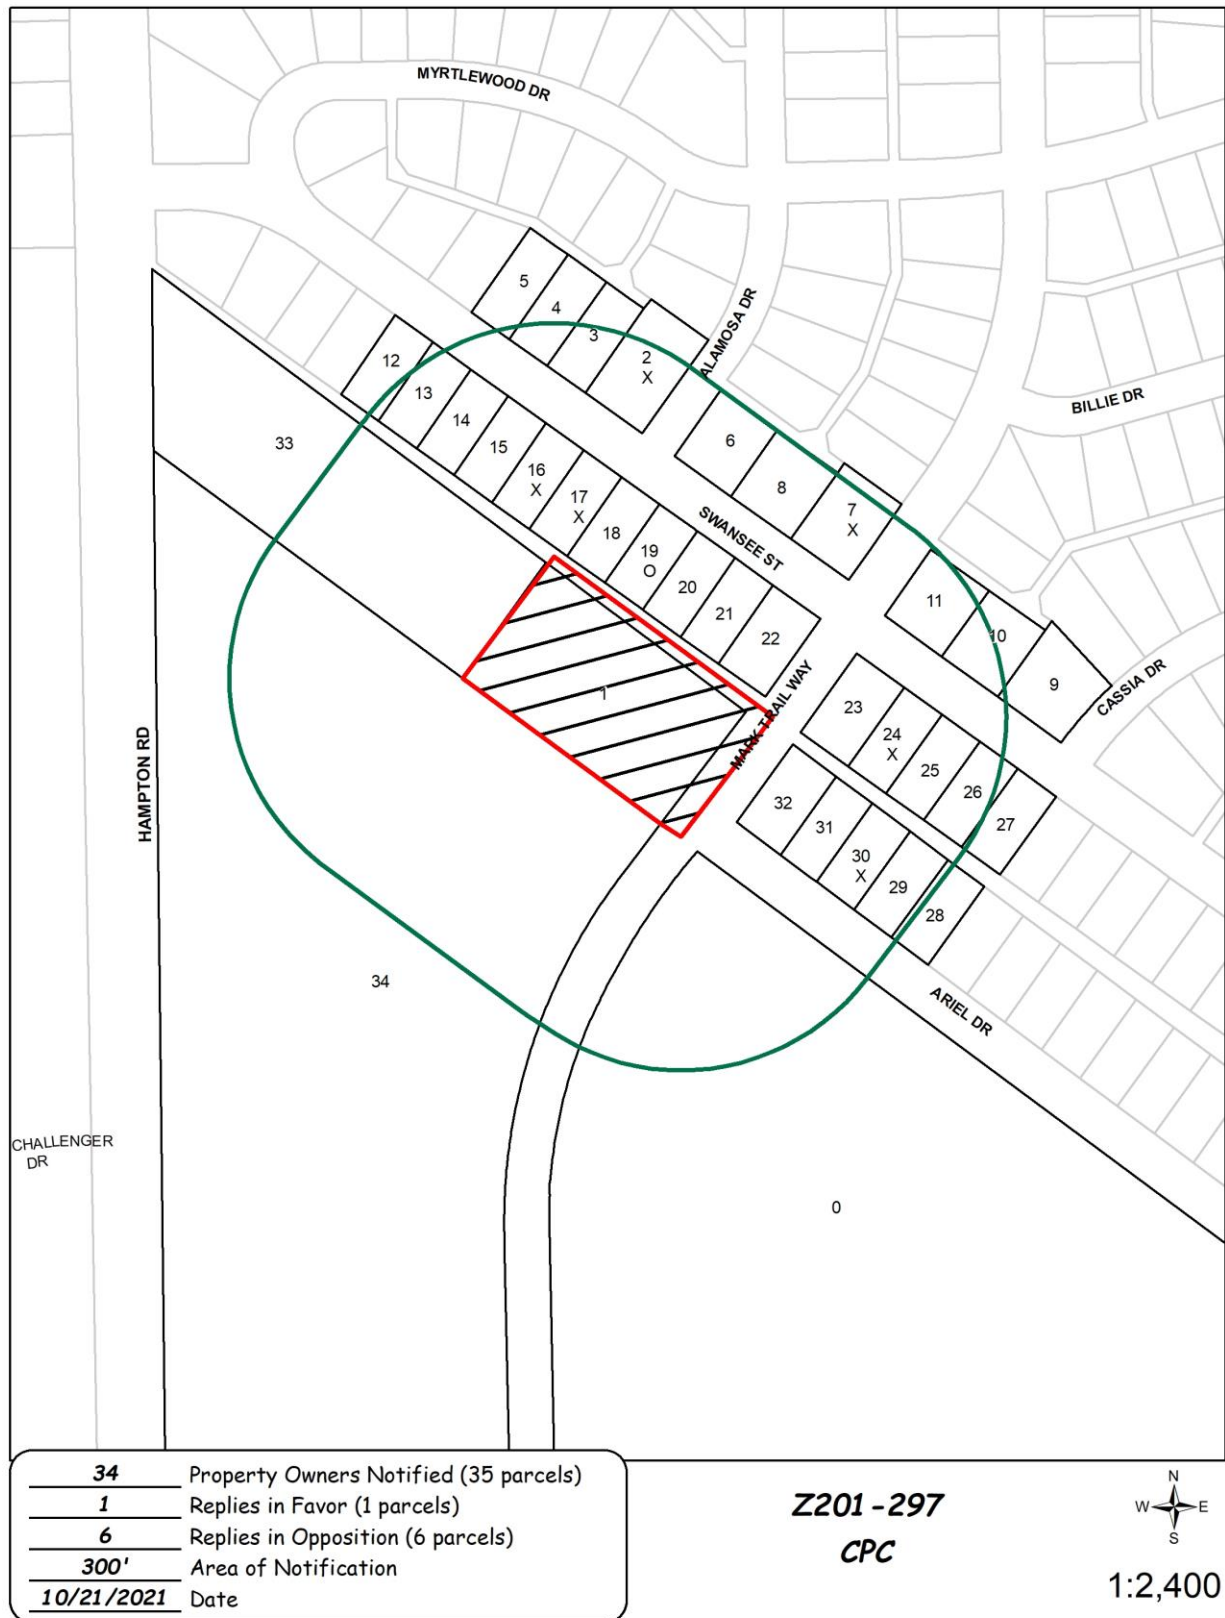 MYRTLEWOOD DR
5
4
3
2
X
ALAMOSA DR
12
13
14
15
16
X
17
X
18
19
O
20
21
22
6
8
7
X
BILLIE DR
33
SWANSEE ST
11
10
9
CASSIA DR
1
MARK TRAIL WAY
23
24
X
25
26
27
HAMPTON RD
32
31
30
X
29
28
34
ARIEL DR
CHALLENGER
DR
0
34 Property Owners Notified (35 parcels)
1 Replies in Favor (1 parcels)
6 Replies in Opposition (6 parcels)
300' Area of Notification
10/21/2021 Date
Z201-297
CPC
N
W E
S
1:2,400